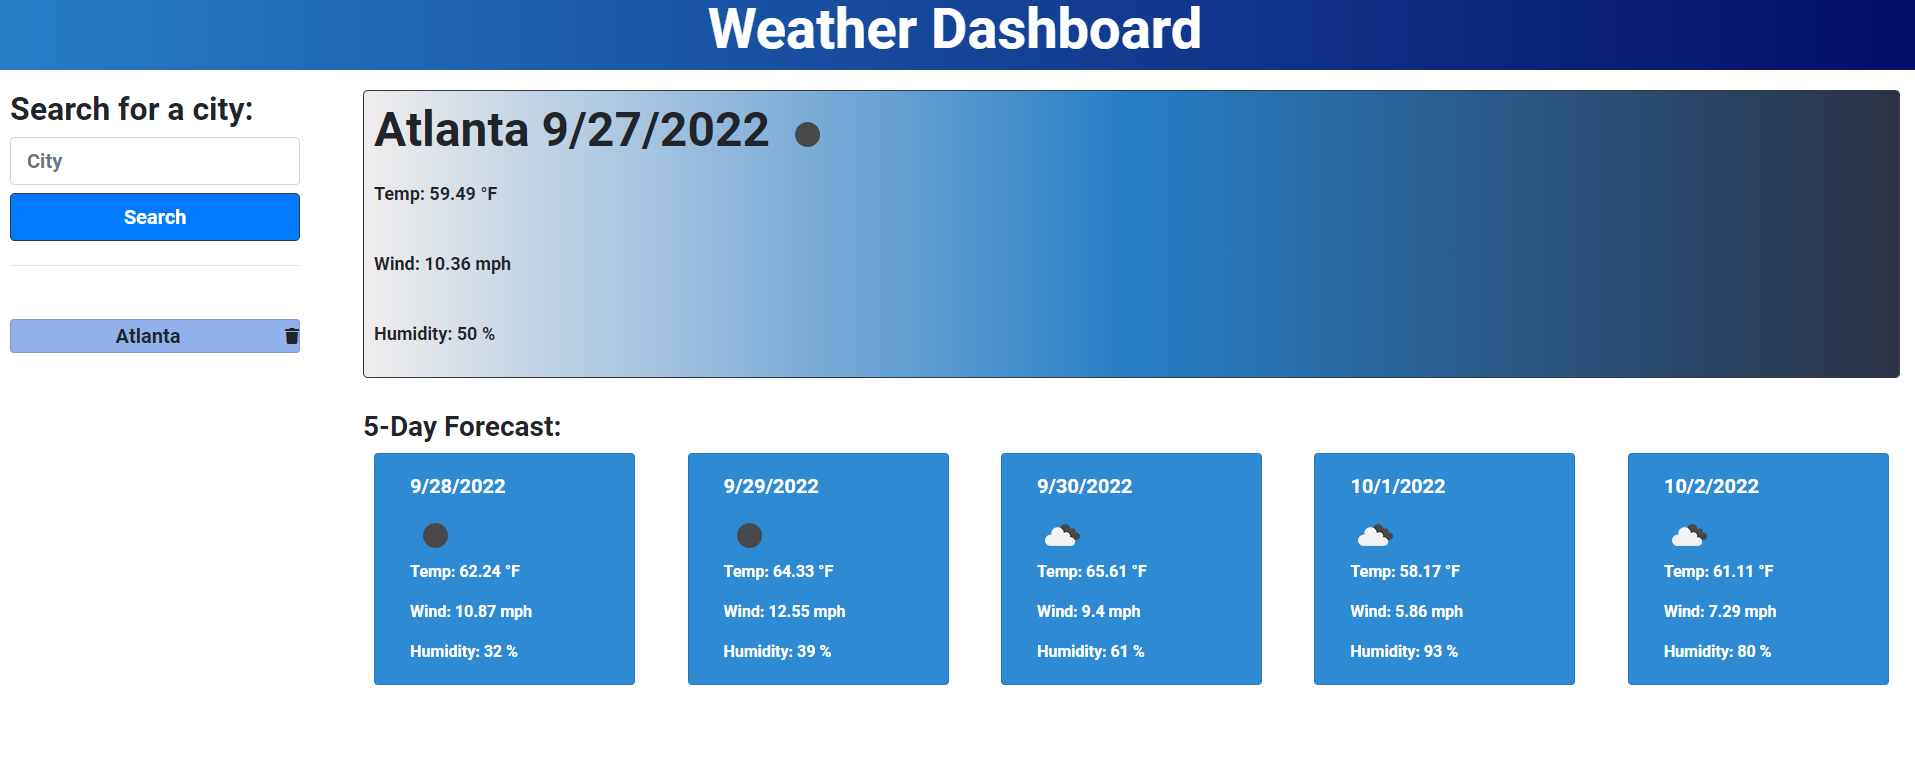 Weather Dashboard
Search for a city:
City
Search
Atlanta
Atlanta 9/27/2022
Temp: 59.49 °F
Wind: 10.36 mph
Humidity: 50 %
5-Day Forecast:
9/28/2022
Temp: 62.24 °F
Wind: 10.87 mph
Humidity: 32 %
9/29/2022
Temp: 64.33 °F
Wind: 12.55 mph
Humidity: 39 %
9/30/2022
Temp: 65.61 °F
Wind: 9.4 mph
Humidity: 61 %
10/1/2022
Temp: 58.17 °F
Wind: 5.86 mph
Humidity: 93 %
10/2/2022
Temp: 61.11 °F
Wind: 7.29 mph
Humidity: 80 %